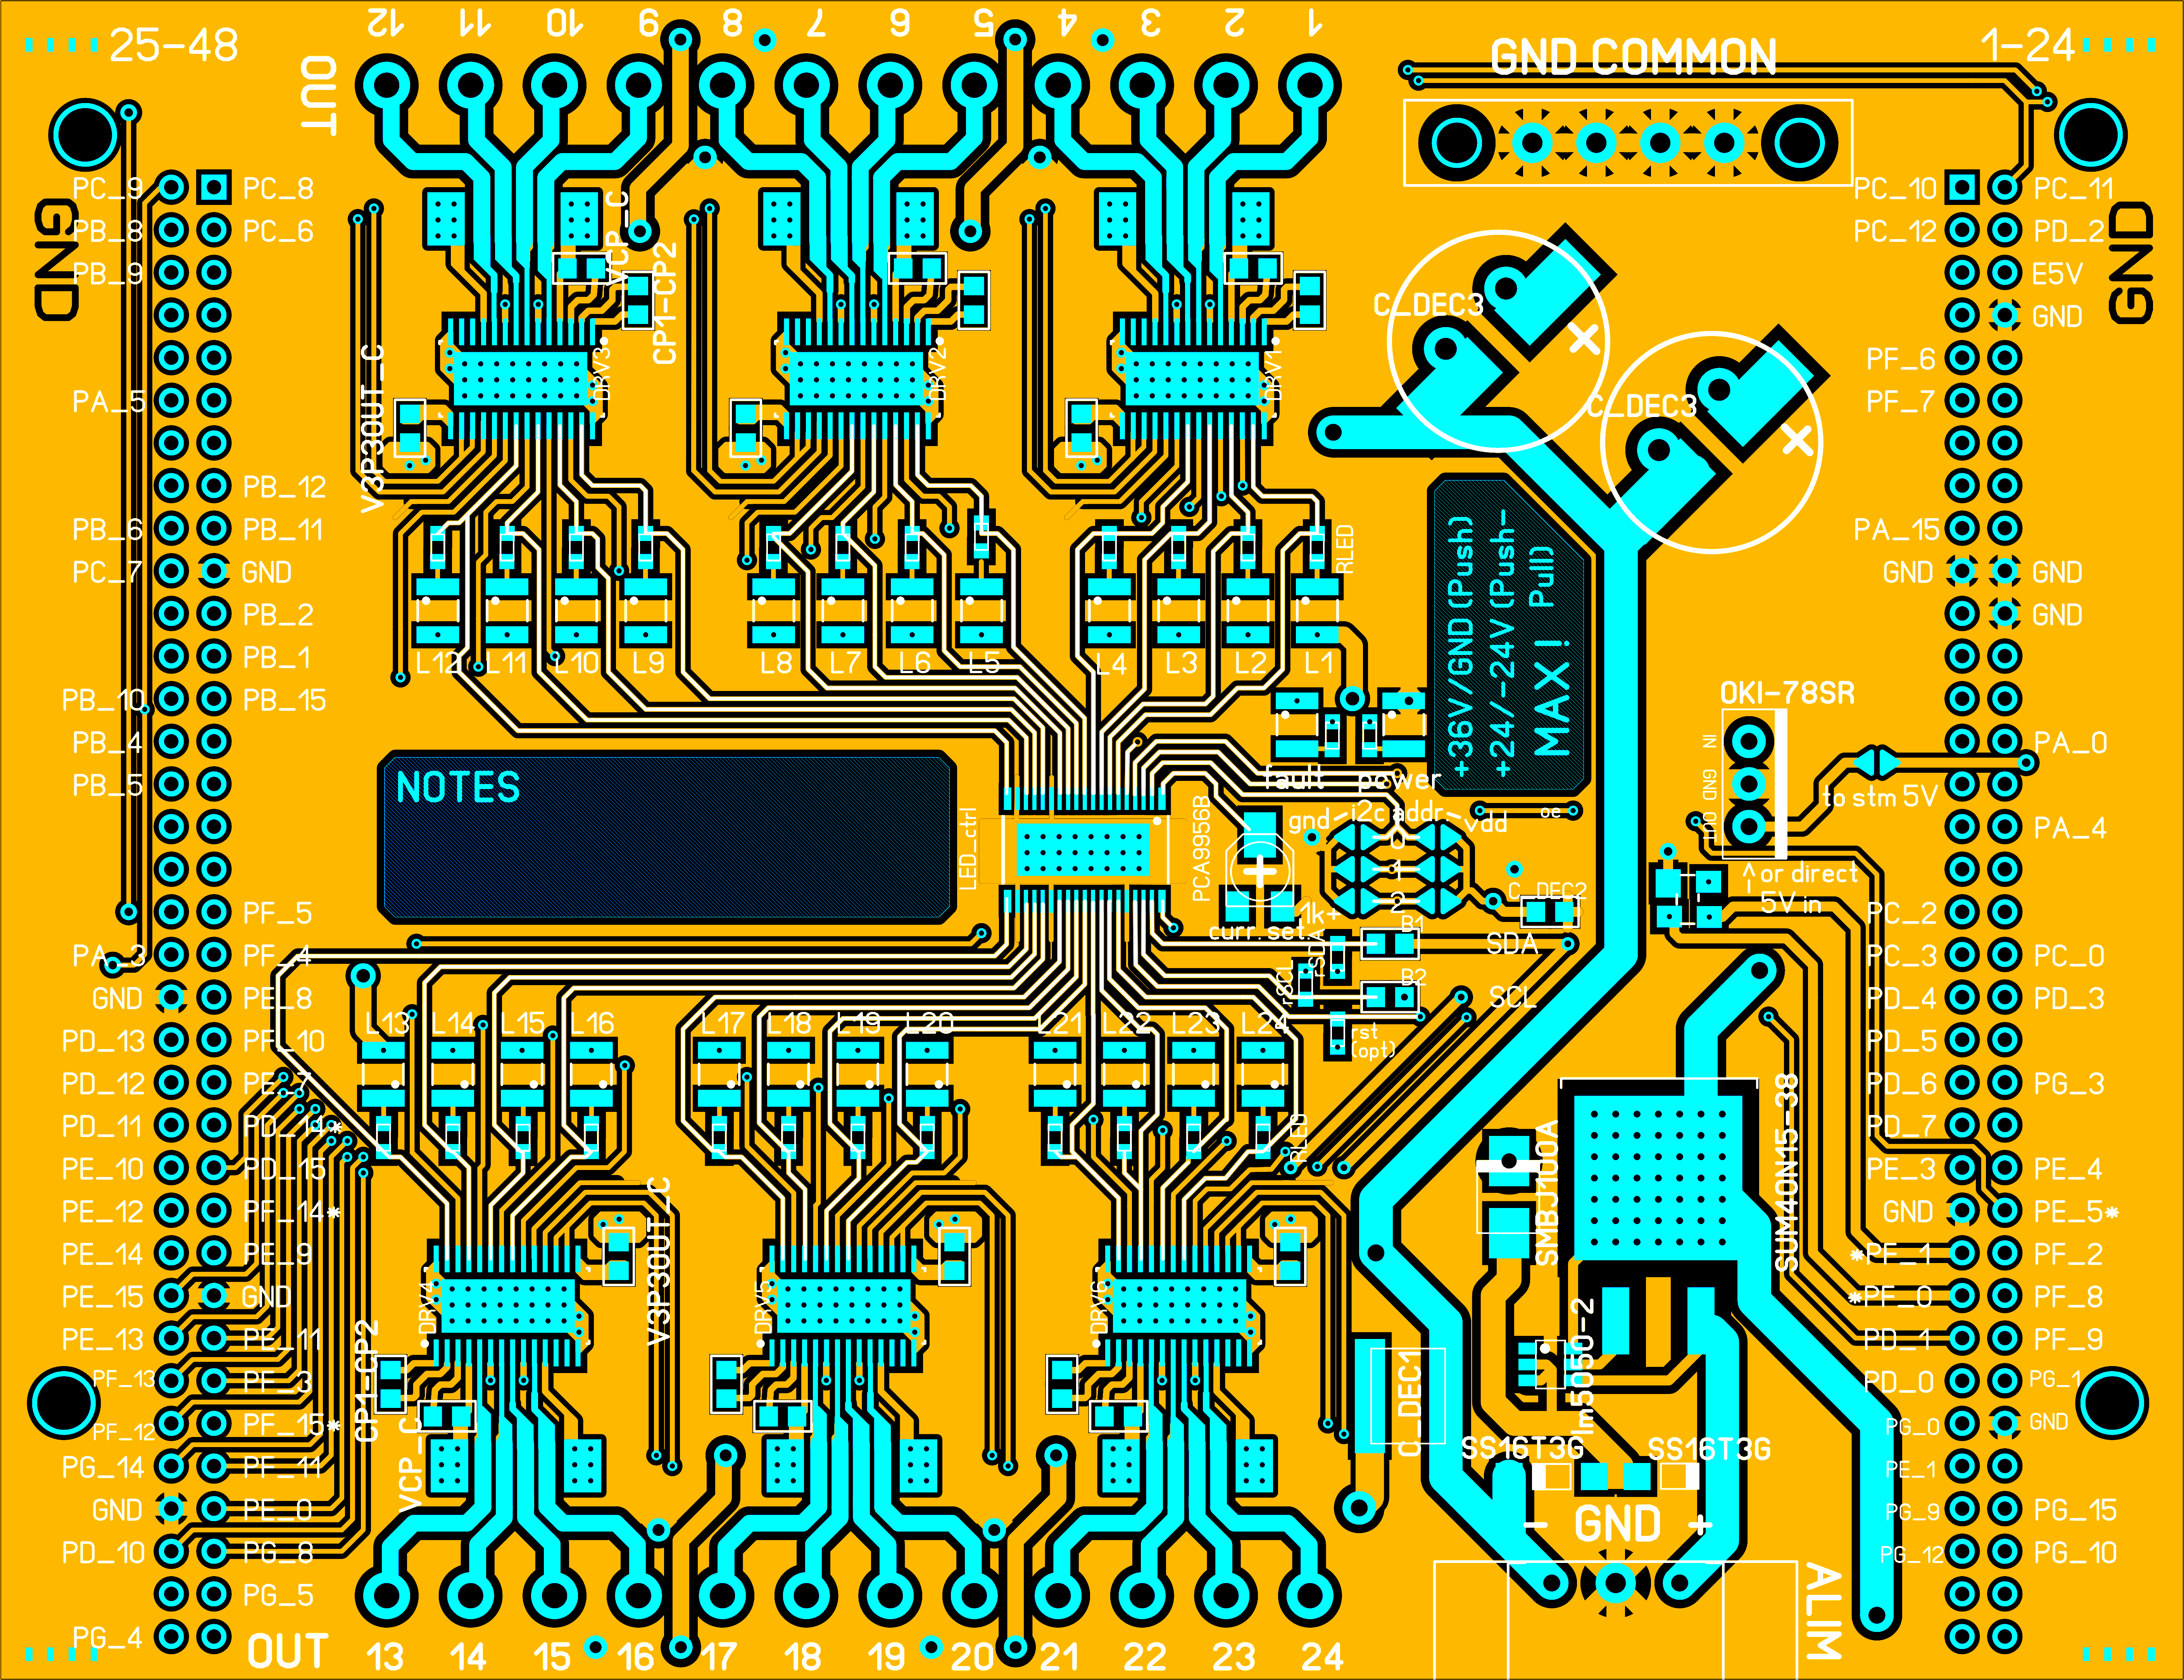 12 11 10 9 8 7 6 5 4 3 2 1
25-48
OUT
GND COMMON
1-24
GND
GND
PC_9 PC_8
PB_8 PC_6
PB_9
PA_5
PB_12
PB_6 PB_11
PC_7 GND
PB_2
PB_1
PB_10 PB_15
PB_4
PB_5
PF_5
PA_3 PF_4
GND PE_8
PD_13 PF_10
PD_12 PE_7
PD_11 PD_14*
PE_10 PD_15
PE_12 PF_14*
PE_14 PE_9
PE_15 GND
PE_13 PE_11
PF_13 PF_3
PF_12 PF_15*
PG_14 PF_11
GND PE_0
PD_10 PG_8
PG_5
PG_4
VCP_C
CP1-CP2
V3P3OUT_C
DRV3
DRV2
DRV1
C_DEC3
+
C_DEC3
+
RLED
L12 L11 L10 L9 L8 L7 L6 L5 L4 L3 L2 L1
+36V/GND (Push)
+24/-24V (Push-
Pull)
MAX !
NOTES
LED_ctrl
PCA9956B
fault power
gnd-i2c addr-vdd
0
1
2
oe
1k+
curr. set.
C_DEC2
B1
SDA
rSDA
rSCL
B2
SCL
rst
(opt)
OKI-78SR
IN
GND
OUT
to stm 5V
^ or direct
5V in
L13 L14 L15 L16 L17 L18 L19 L20 L21 L22 L23 L24
RLED
V3P3OUT_C
DRV4
DRV5
DRV6
CP1-CP2
VCP_C
SMBJ100A
SUM40N15-38
lm5050-2
C_DEC1
SS16T3G SS16T3G
- GND +
ALIM
PC_10 PC_11
PC_12 PD_2
E5V
GND
PF_6
PF_7
PA_15
GND GND
GND
PA_0
PA_4
PC_2
PC_3 PC_0
PD_4 PD_3
PD_5
PD_6 PG_3
PD_7
PE_3 PE_4
GND PE_5*
*PF_1 PF_2
*PF_0 PF_8
PD_1 PF_9
PD_0 PG_1
PG_0 GND
PE_1
PG_9 PG_15
PG_12 PG_10
OUT 13 14 15 16 17 18 19 20 21 22 23 24